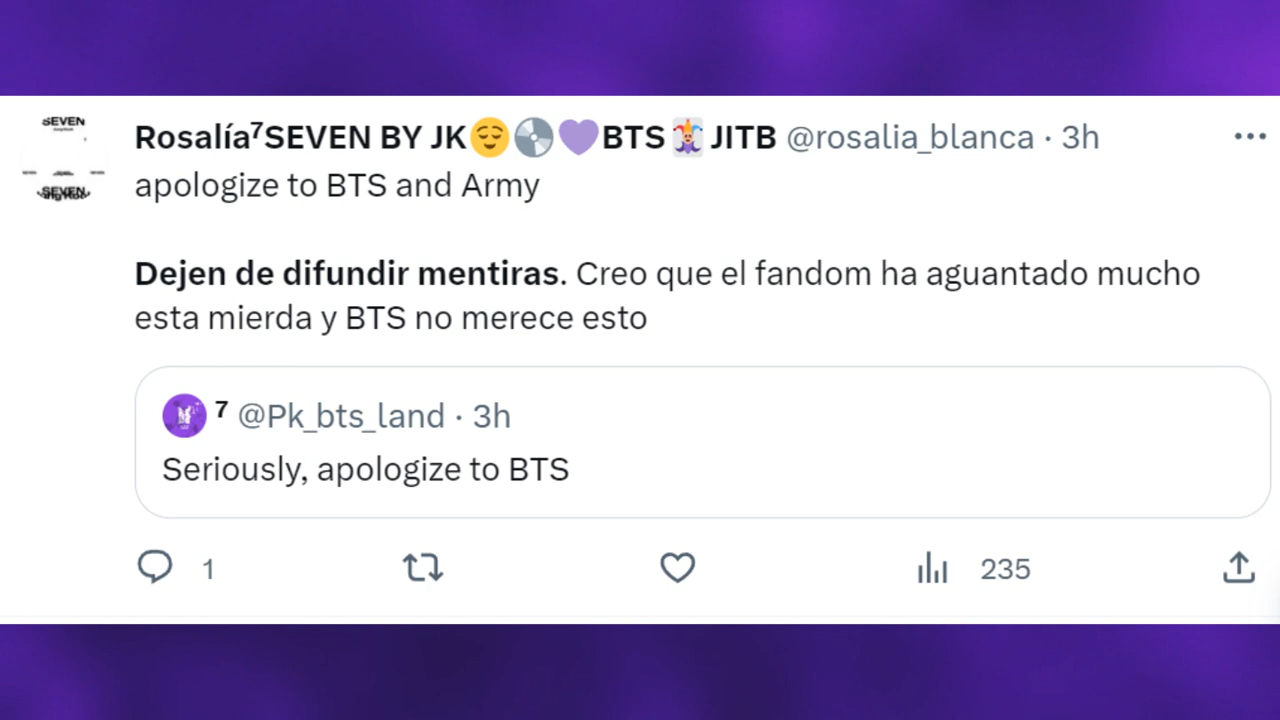 SEVEN
Rosalía⁷SEVEN BY JK😌💿💜BTS🃏JITB @rosalia_blanca · 3h
apologize to BTS and Army
Dejen de difundir mentiras. Creo que el fandom ha aguantado mucho
esta mierda y BTS no merece esto
7 @Pk_bts_land · 3h
Seriously, apologize to BTS
1 235